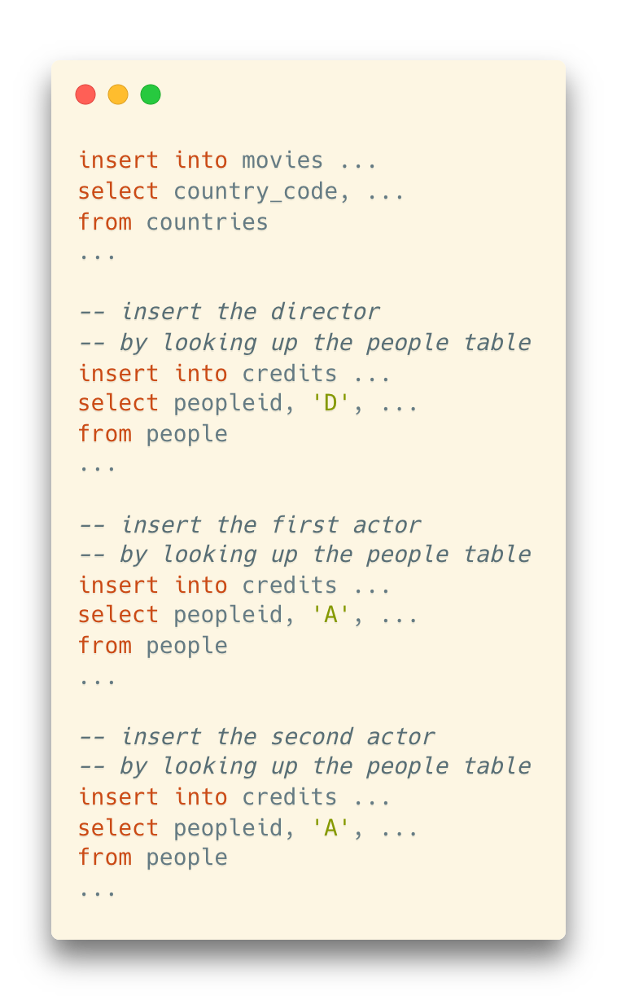 insert into movies ...
select country_code, ...
from countries
...
-- insert the director
-- by looking up the people table
insert into credits ...
select peopleid, 'D', ...
from people
...
-- insert the first actor
-- by looking up the people table
insert into credits ...
select peopleid, 'A', ...
from people
...
-- insert the second actor
-- by looking up the people table
insert into credits ...
select peopleid, 'A', ...
from people
...